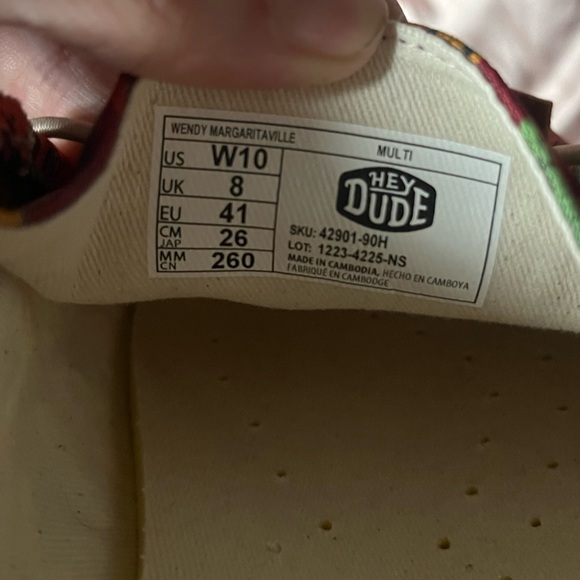 WENDY MARGARITAVILLE MULTI
US W10
UK 8
EU 41
CM JAP 26
MM CN 260
HEY DUDE
SKU: 42901-90H
LOT: 1223-4225-NS
MADE IN CAMBODIA, HECHO EN CAMBOYA
FABRIQUÉ EN CAMBODGE